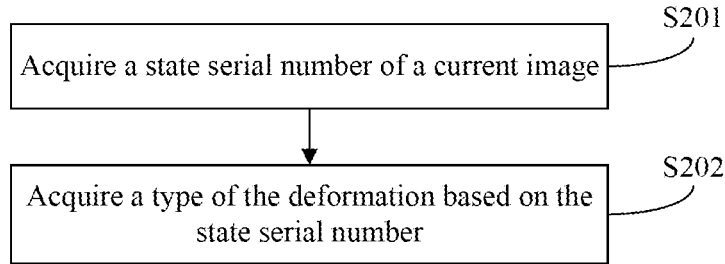 S201
Acquire a state serial number of a current image
S202
Acquire a type of the deformation based on the
state serial number